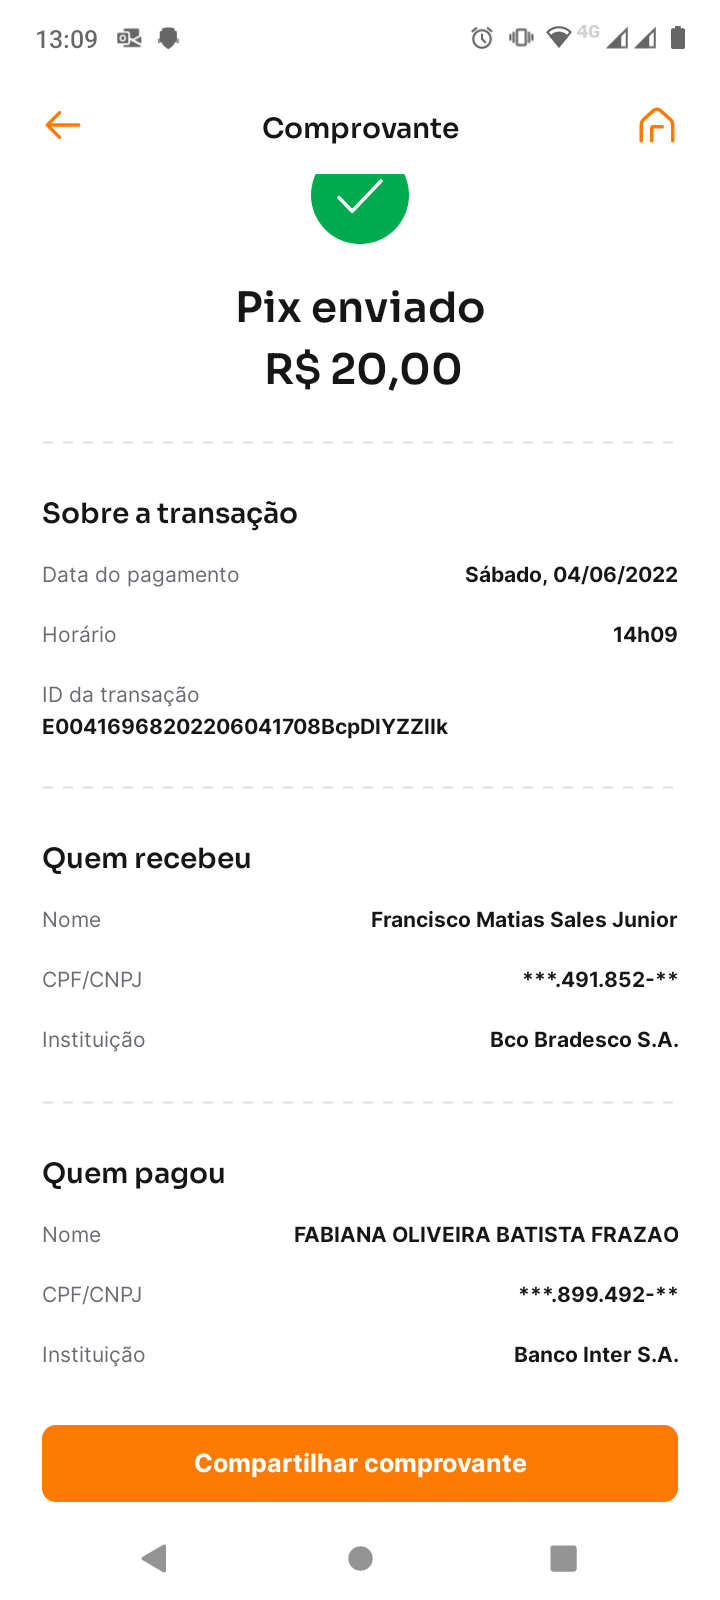 13:09
4G
Comprovante
Pix enviado
R$ 20,00
Sobre a transação
Data do pagamento Sábado, 04/06/2022
Horário 14h09
ID da transação
E00416968202206041708BcpDIYZZIlk
Quem recebeu
Nome Francisco Matias Sales Junior
CPF/CNPJ ***.491.852-**
Instituição Bco Bradesco S.A.
Quem pagou
Nome FABIANA OLIVEIRA BATISTA FRAZAO
CPF/CNPJ ***.899.492-**
Instituição Banco Inter S.A.
Compartilhar comprovante